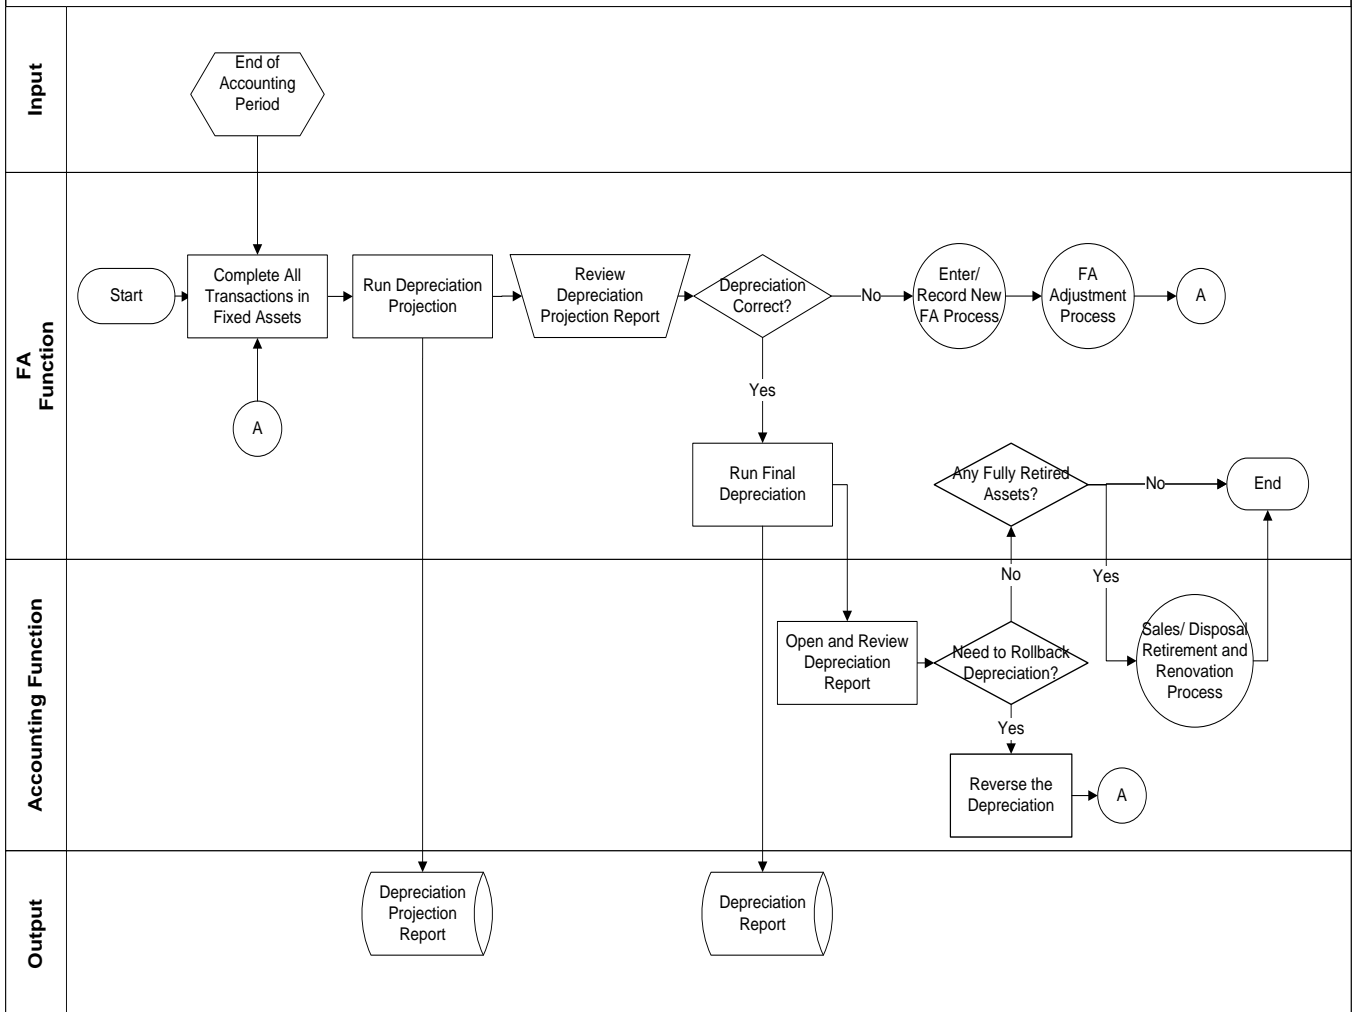 Input
End of
Accounting
Period
FA
Function
Start
Complete All
Transactions in
Fixed Assets
Run Depreciation
Projection
Review
Depreciation
Projection Report
Depreciation
Correct?
No
Enter/
Record New
FA Process
FA
Adjustment
Process
A
A
Yes
Run Final
Depreciation
Any Fully Retired
Assets?
No
End
Accounting Function
No
Yes
Open and Review
Depreciation
Report
Need to Rollback
Depreciation?
Sales/ Disposal
Retirement and
Renovation
Process
Yes
Reverse the
Depreciation
A
Output
Depreciation
Projection
Report
Depreciation
Report